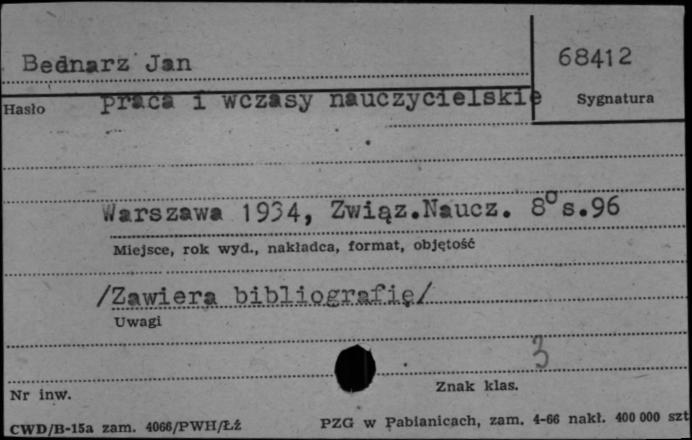 Bednarz Jan
68412
Hasło
praca i wczasy nauczycielskie
Sygnatura
Warszawa 1934, Związ.Naucz. 8° s.96
Miejsce, rok wyd., nakładca, format, objętość
/Zawiera bibliografię/
Uwagi
3
Nr inw.
Znak klas.
CWD/B-15a zam. 4066/PWH/Łź
PZG w Pabianicach, zam. 4-66 nakł. 400 000 szt